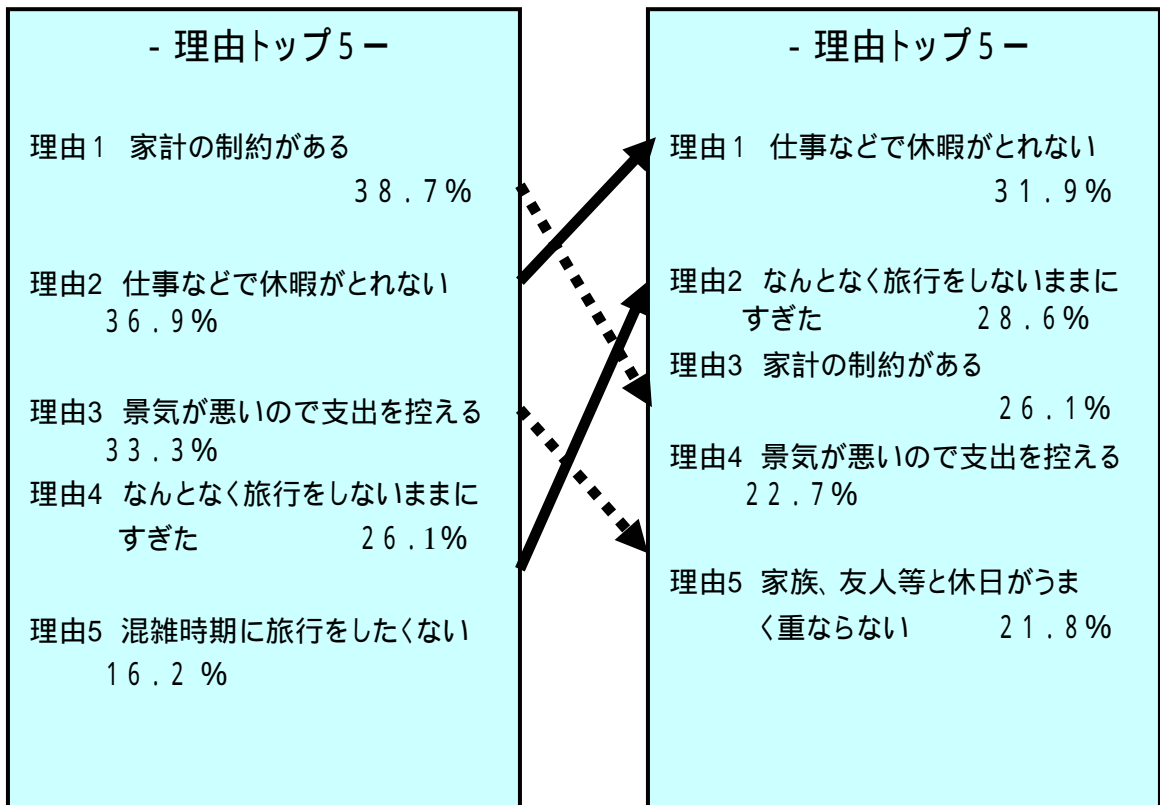 - 理由トップ5ー
理由1 家計の制約がある
38.7%
理由2 仕事などで休暇がとれない
36.9%
理由3 景気が悪いので支出を控える
33.3%
理由4 なんとなく旅行をしないままに
すぎた 26.1%
理由5 混雑時期に旅行をしたくない
16.2 %
- 理由トップ5ー
理由1 仕事などで休暇がとれない
31.9%
理由2 なんとなく旅行をしないままに
すぎた 28.6%
理由3 家計の制約がある
26.1%
理由4 景気が悪いので支出を控える
22.7%
理由5 家族、友人等と休日がうま
く重ならない 21.8%